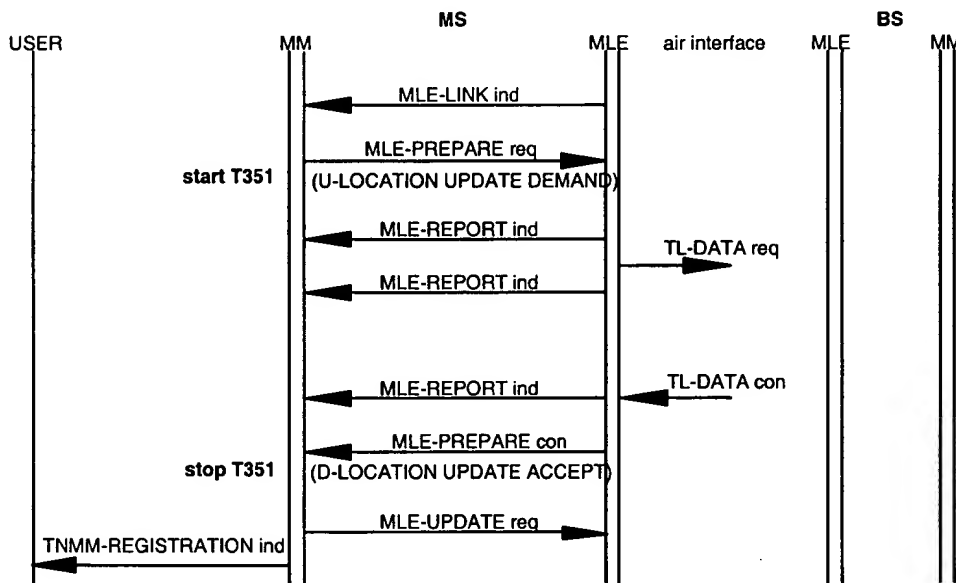 MS
BS
USER
MM
MLE
air interface
MLE
MM
MLE-LINK ind
MLE-PREPARE req
start T351
(U-LOCATION UPDATE DEMAND)
MLE-REPORT ind
TL-DATA req
MLE-REPORT ind
MLE-REPORT ind
TL-DATA con
MLE-PREPARE con
stop T351
(D-LOCATION UPDATE ACCEPT)
MLE-UPDATE req
TNMM-REGISTRATION ind